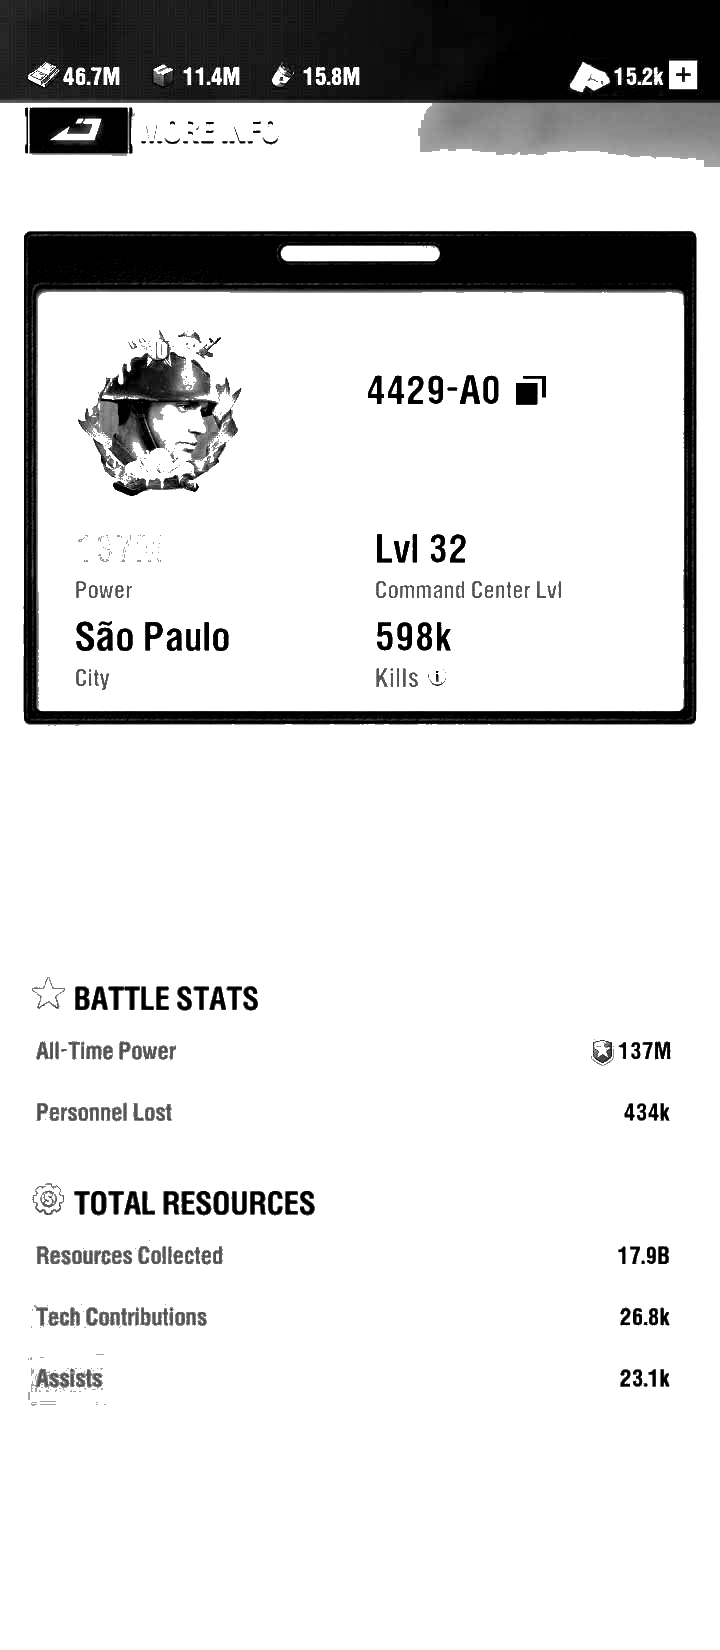 46.7M 11.4M 15.8M 15.2k +
MORE INFO
4429-A0
137M Lvl 32
Power Command Center Lvl
São Paulo 598k
City Kills
BATTLE STATS
All-Time Power 137M
Personnel Lost 434k
TOTAL RESOURCES
Resources Collected 17.9B
Tech Contributions 26.8k
Assists 23.1k